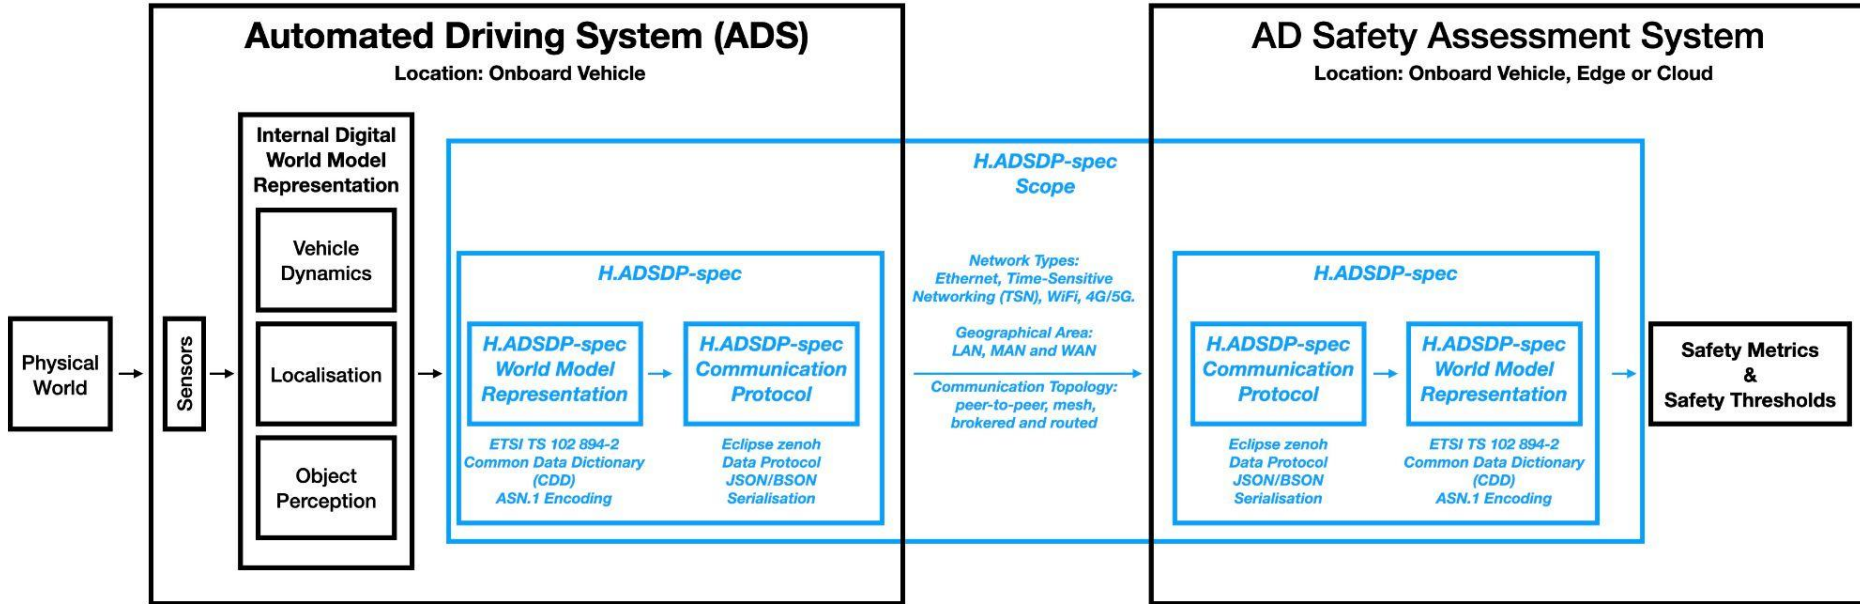 Automated Driving System (ADS)
Location: Onboard Vehicle
Physical
World
Sensors
Internal Digital
World Model
Representation
Vehicle
Dynamics
Localisation
Object
Perception
H.ADSDP-spec
Scope
H.ADSDP-spec
H.ADSDP-spec
World Model
Representation
ETSI TS 102 894-2
Common Data Dictionary
(CDD)
ASN.1 Encoding
H.ADSDP-spec
Communication
Protocol
Eclipse zenoh
Data Protocol
JSON/BSON
Serialisation
Network Types:
Ethernet, Time-Sensitive
Networking (TSN), WiFi, 4G/5G.
Geographical Area:
LAN, MAN and WAN
Communication Topology:
peer-to-peer, mesh,
brokered and routed
AD Safety Assessment System
Location: Onboard Vehicle, Edge or Cloud
H.ADSDP-spec
H.ADSDP-spec
Communication
Protocol
Eclipse zenoh
Data Protocol
JSON/BSON
Serialisation
H.ADSDP-spec
World Model
Representation
ETSI TS 102 894-2
Common Data Dictionary
(CDD)
ASN.1 Encoding
Safety Metrics
&
Safety Thresholds